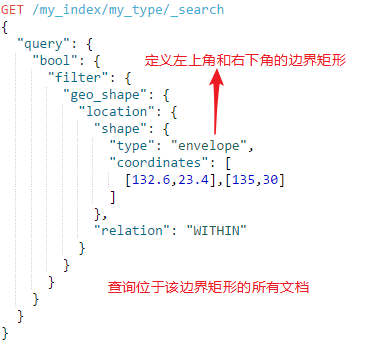 GET /my_index/my_type/_search
{
  "query": {
    "bool": {
定义左上角和右下角的边界矩形
      "filter": {
        "geo_shape": {
          "location": {
            "shape": {
              "type": "envelope",
              "coordinates": [
                [132.6,23.4],[135,30]
              ]
            },
            "relation": "WITHIN"
          }
        }
      }
查询位于该边界矩形的所有文档
    }
  }
}